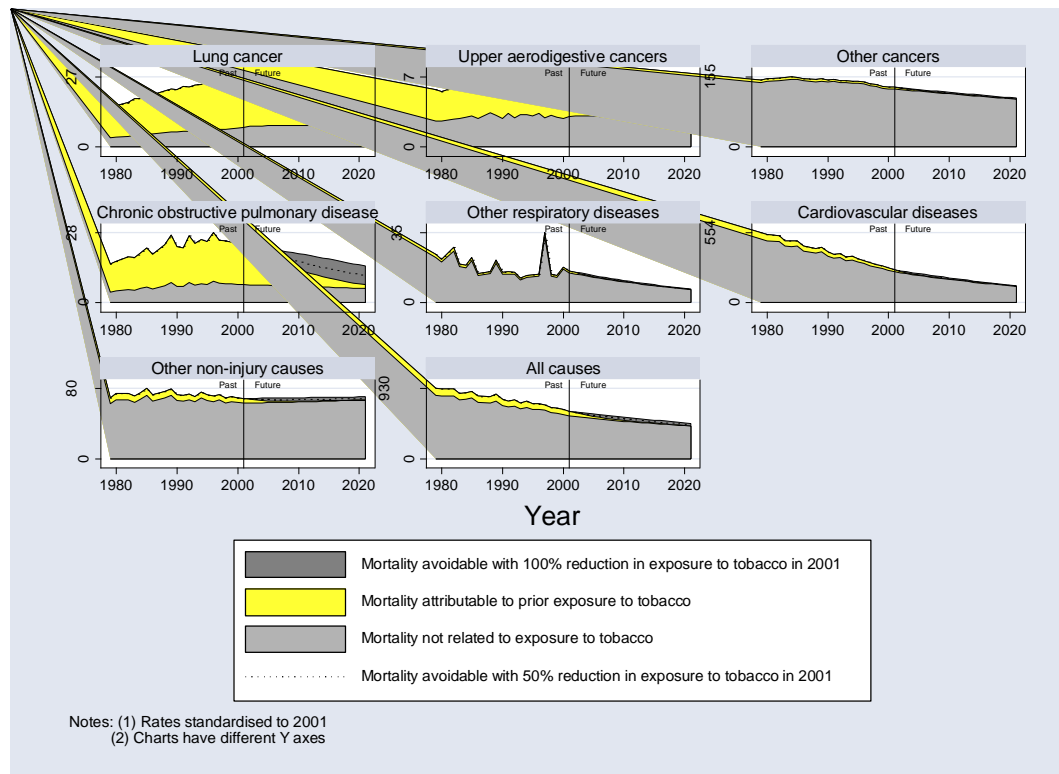 Lung cancer
Upper aerodigestive cancers
Other cancers
27
Past Future
7
Past Future
155
Past Future
0
0
0
1980 1990 2000 2010 2020
1980 1990 2000 2010 2020
1980 1990 2000 2010 2020
Chronic obstructive pulmonary disease
Other respiratory diseases
Cardiovascular diseases
28
Past Future
35
Past Future
554
Past Future
0
0
0
1980 1990 2000 2010 2020
1980 1990 2000 2010 2020
1980 1990 2000 2010 2020
Other non-injury causes
All causes
80
Past Future
930
Past Future
0
0
1980 1990 2000 2010 2020
1980 1990 2000 2010 2020
Year
Mortality avoidable with 100% reduction in exposure to tobacco in 2001
Mortality attributable to prior exposure to tobacco
Mortality not related to exposure to tobacco
Mortality avoidable with 50% reduction in exposure to tobacco in 2001
Notes: (1) Rates standardised to 2001
(2) Charts have different Y axes